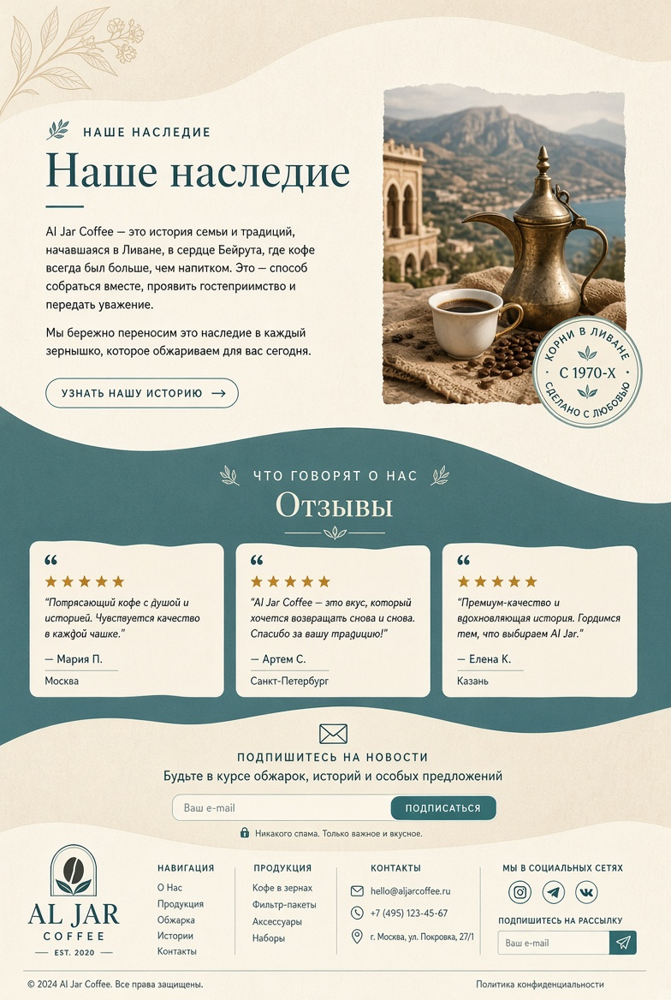 НАШЕ НАСЛЕДИЕ
Наше наследие
Al Jar Coffee — это история семьи и традиций,
начавшаяся в Ливане, в сердце Бейрута, где кофе
всегда был больше, чем напитком. Это — способ
собраться вместе, проявить гостеприимство и
передать уважение.
Мы бережно переносим это наследие в каждый
зернышко, которое обжариваем для вас сегодня.
УЗНАТЬ НАШУ ИСТОРИЮ →
КОРНИ В ЛИВАНЕ
С 1970-Х
СДЕЛАНО С ЛЮБОВЬЮ
ЧТО ГОВОРЯТ О НАС
Отзывы
“Потрясающий кофе с душой и
историей. Чувствуется качество
в каждой чашке.”
— Мария П.
Москва
“Al Jar Coffee — это вкус, который
хочется возвращать снова и снова.
Спасибо за вашу традицию!”
— Артем С.
Санкт-Петербург
“Премиум-качество и
вдохновляющая история. Гордимся
тем, что выбираем Al Jar.”
— Елена К.
Казань
ПОДПИШИТЕСЬ НА НОВОСТИ
Будьте в курсе обжарок, историй и особых предложений
Ваш e-mail
ПОДПИСАТЬСЯ
Никакого спама. Только важное и вкусное.
AL JAR
COFFEE
— EST. 2020 —
НАВИГАЦИЯ
О Нас
Продукция
Обжарка
Истории
Контакты
ПРОДУКЦИЯ
Кофе в зернах
Фильтр-пакеты
Аксессуары
Наборы
КОНТАКТЫ
hello@aljarcoffee.ru
+7 (495) 123-45-67
г. Москва, ул. Покровка, 27/1
МЫ В СОЦИАЛЬНЫХ СЕТЯХ
ПОДПИШИТЕСЬ НА РАССЫЛКУ
Ваш e-mail
© 2024 Al Jar Coffee. Все права защищены.
Политика конфиденциальности